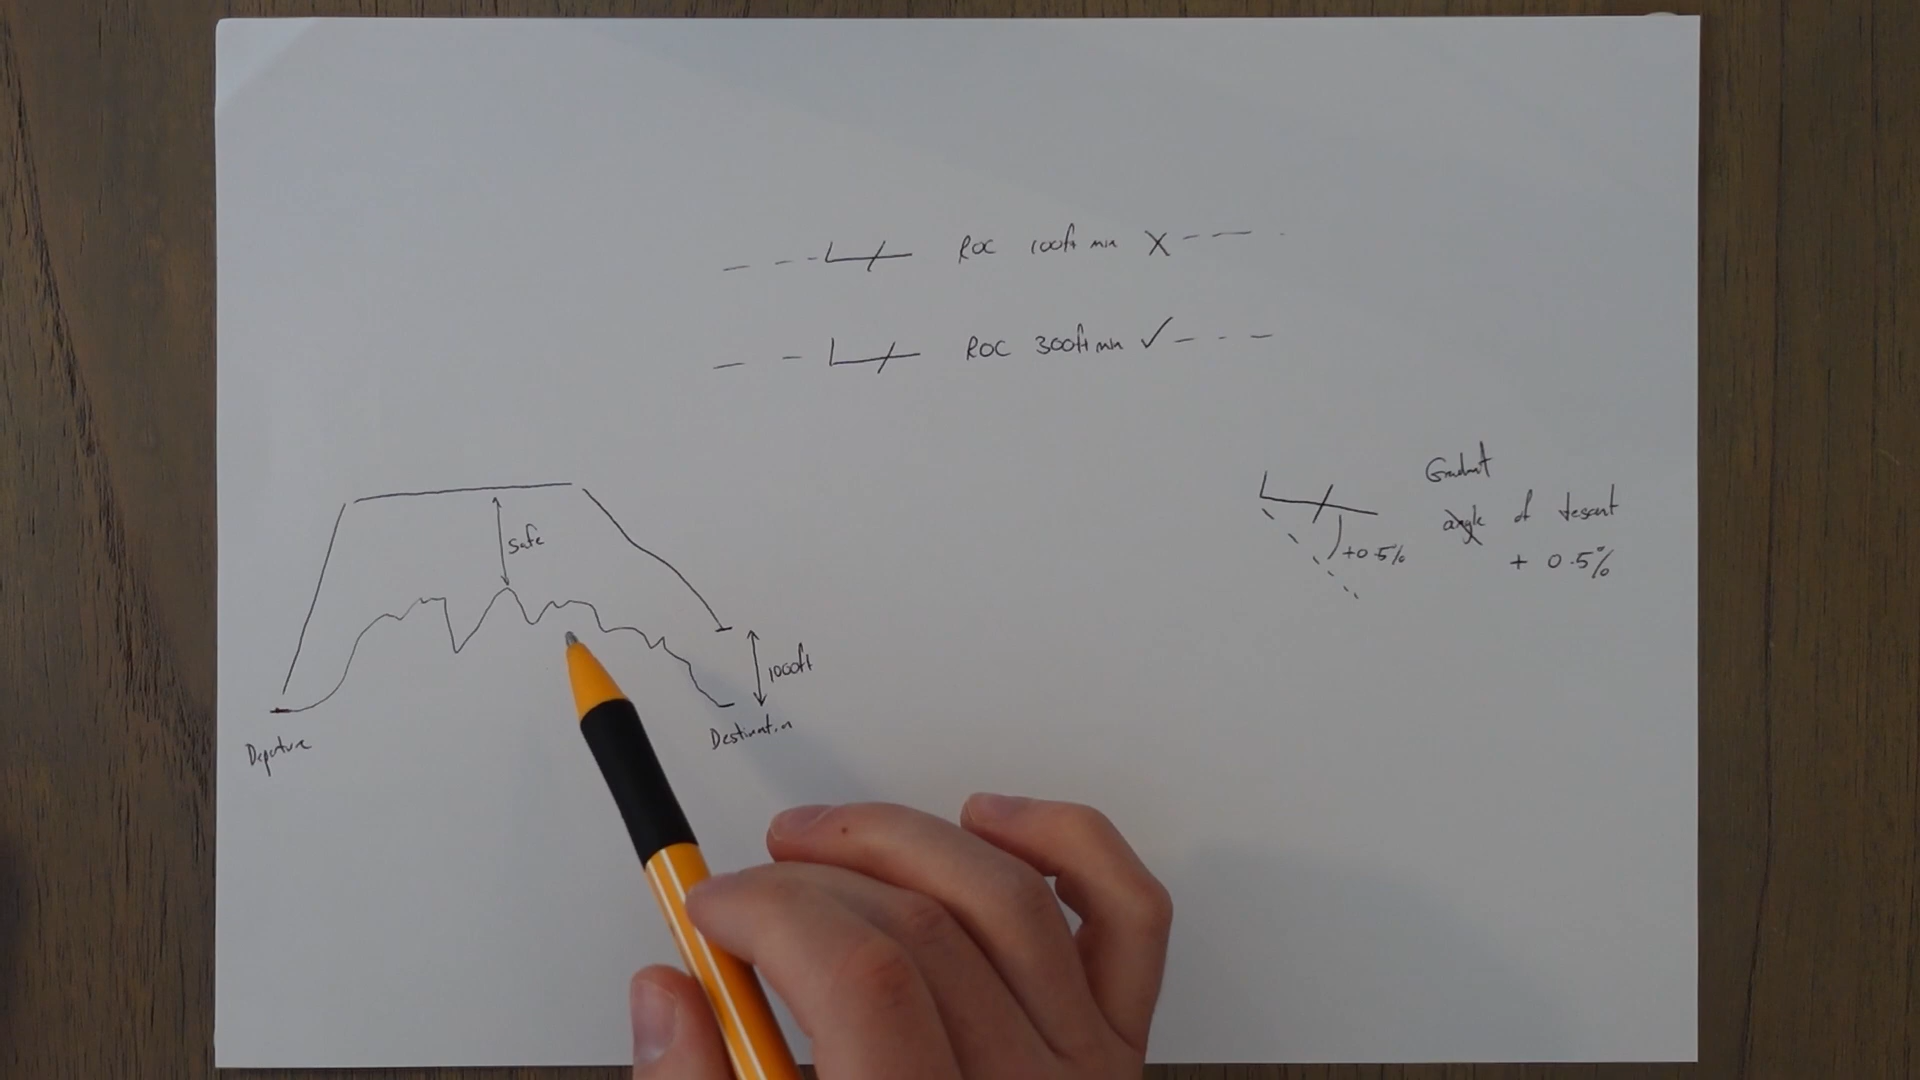 ROC 100ft min X
ROC 300ft min ✓
Safe
1000ft
Departure
Destination
+0.5%
Gradient
angle of descent
+ 0.5%